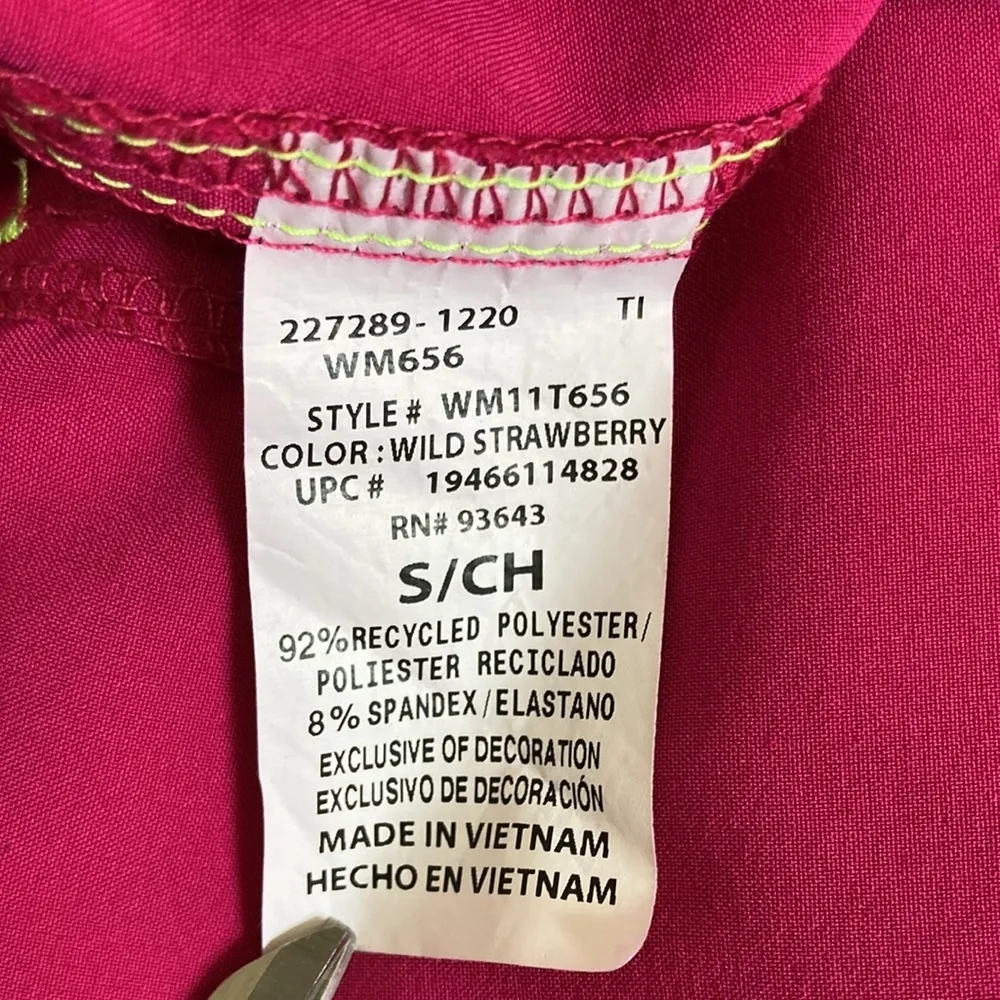 227289-1220 TI
WM656
STYLE# WM11T656
COLOR:WILD STRAWBERRY
UPC# 19466114828
RN# 93643
S/CH
92%RECYCLED POLYESTER/
POLIESTER RECICLADO
8% SPANDEX/ELASTANO
EXCLUSIVE OF DECORATION
EXCLUSIVO DE DECORACIÓN
MADE IN VIETNAM
HECHO EN VIETNAM